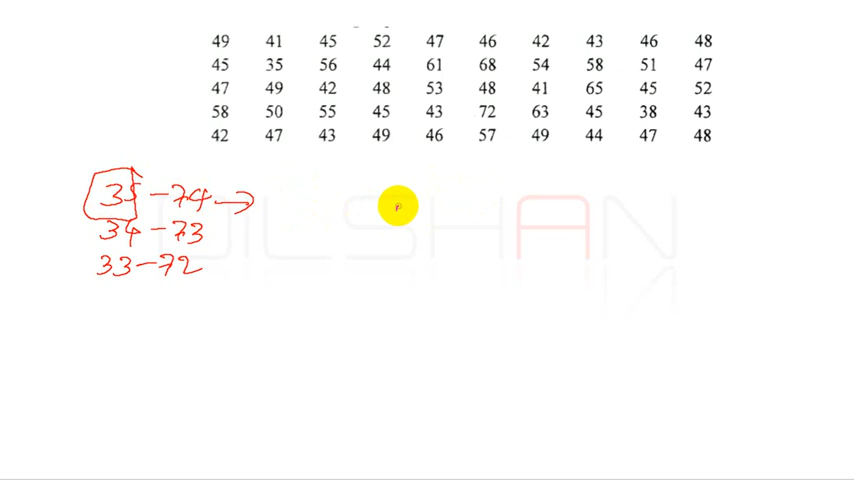 49 41 45 52 47 46 42 43 46 48
45 35 56 44 61 68 54 58 51 47
47 49 42 48 53 48 41 65 45 52
58 50 55 45 43 72 63 45 38 43
42 47 43 49 46 57 49 44 47 48
35 - 74 →
34 - 73
33 - 72
DILSHAN